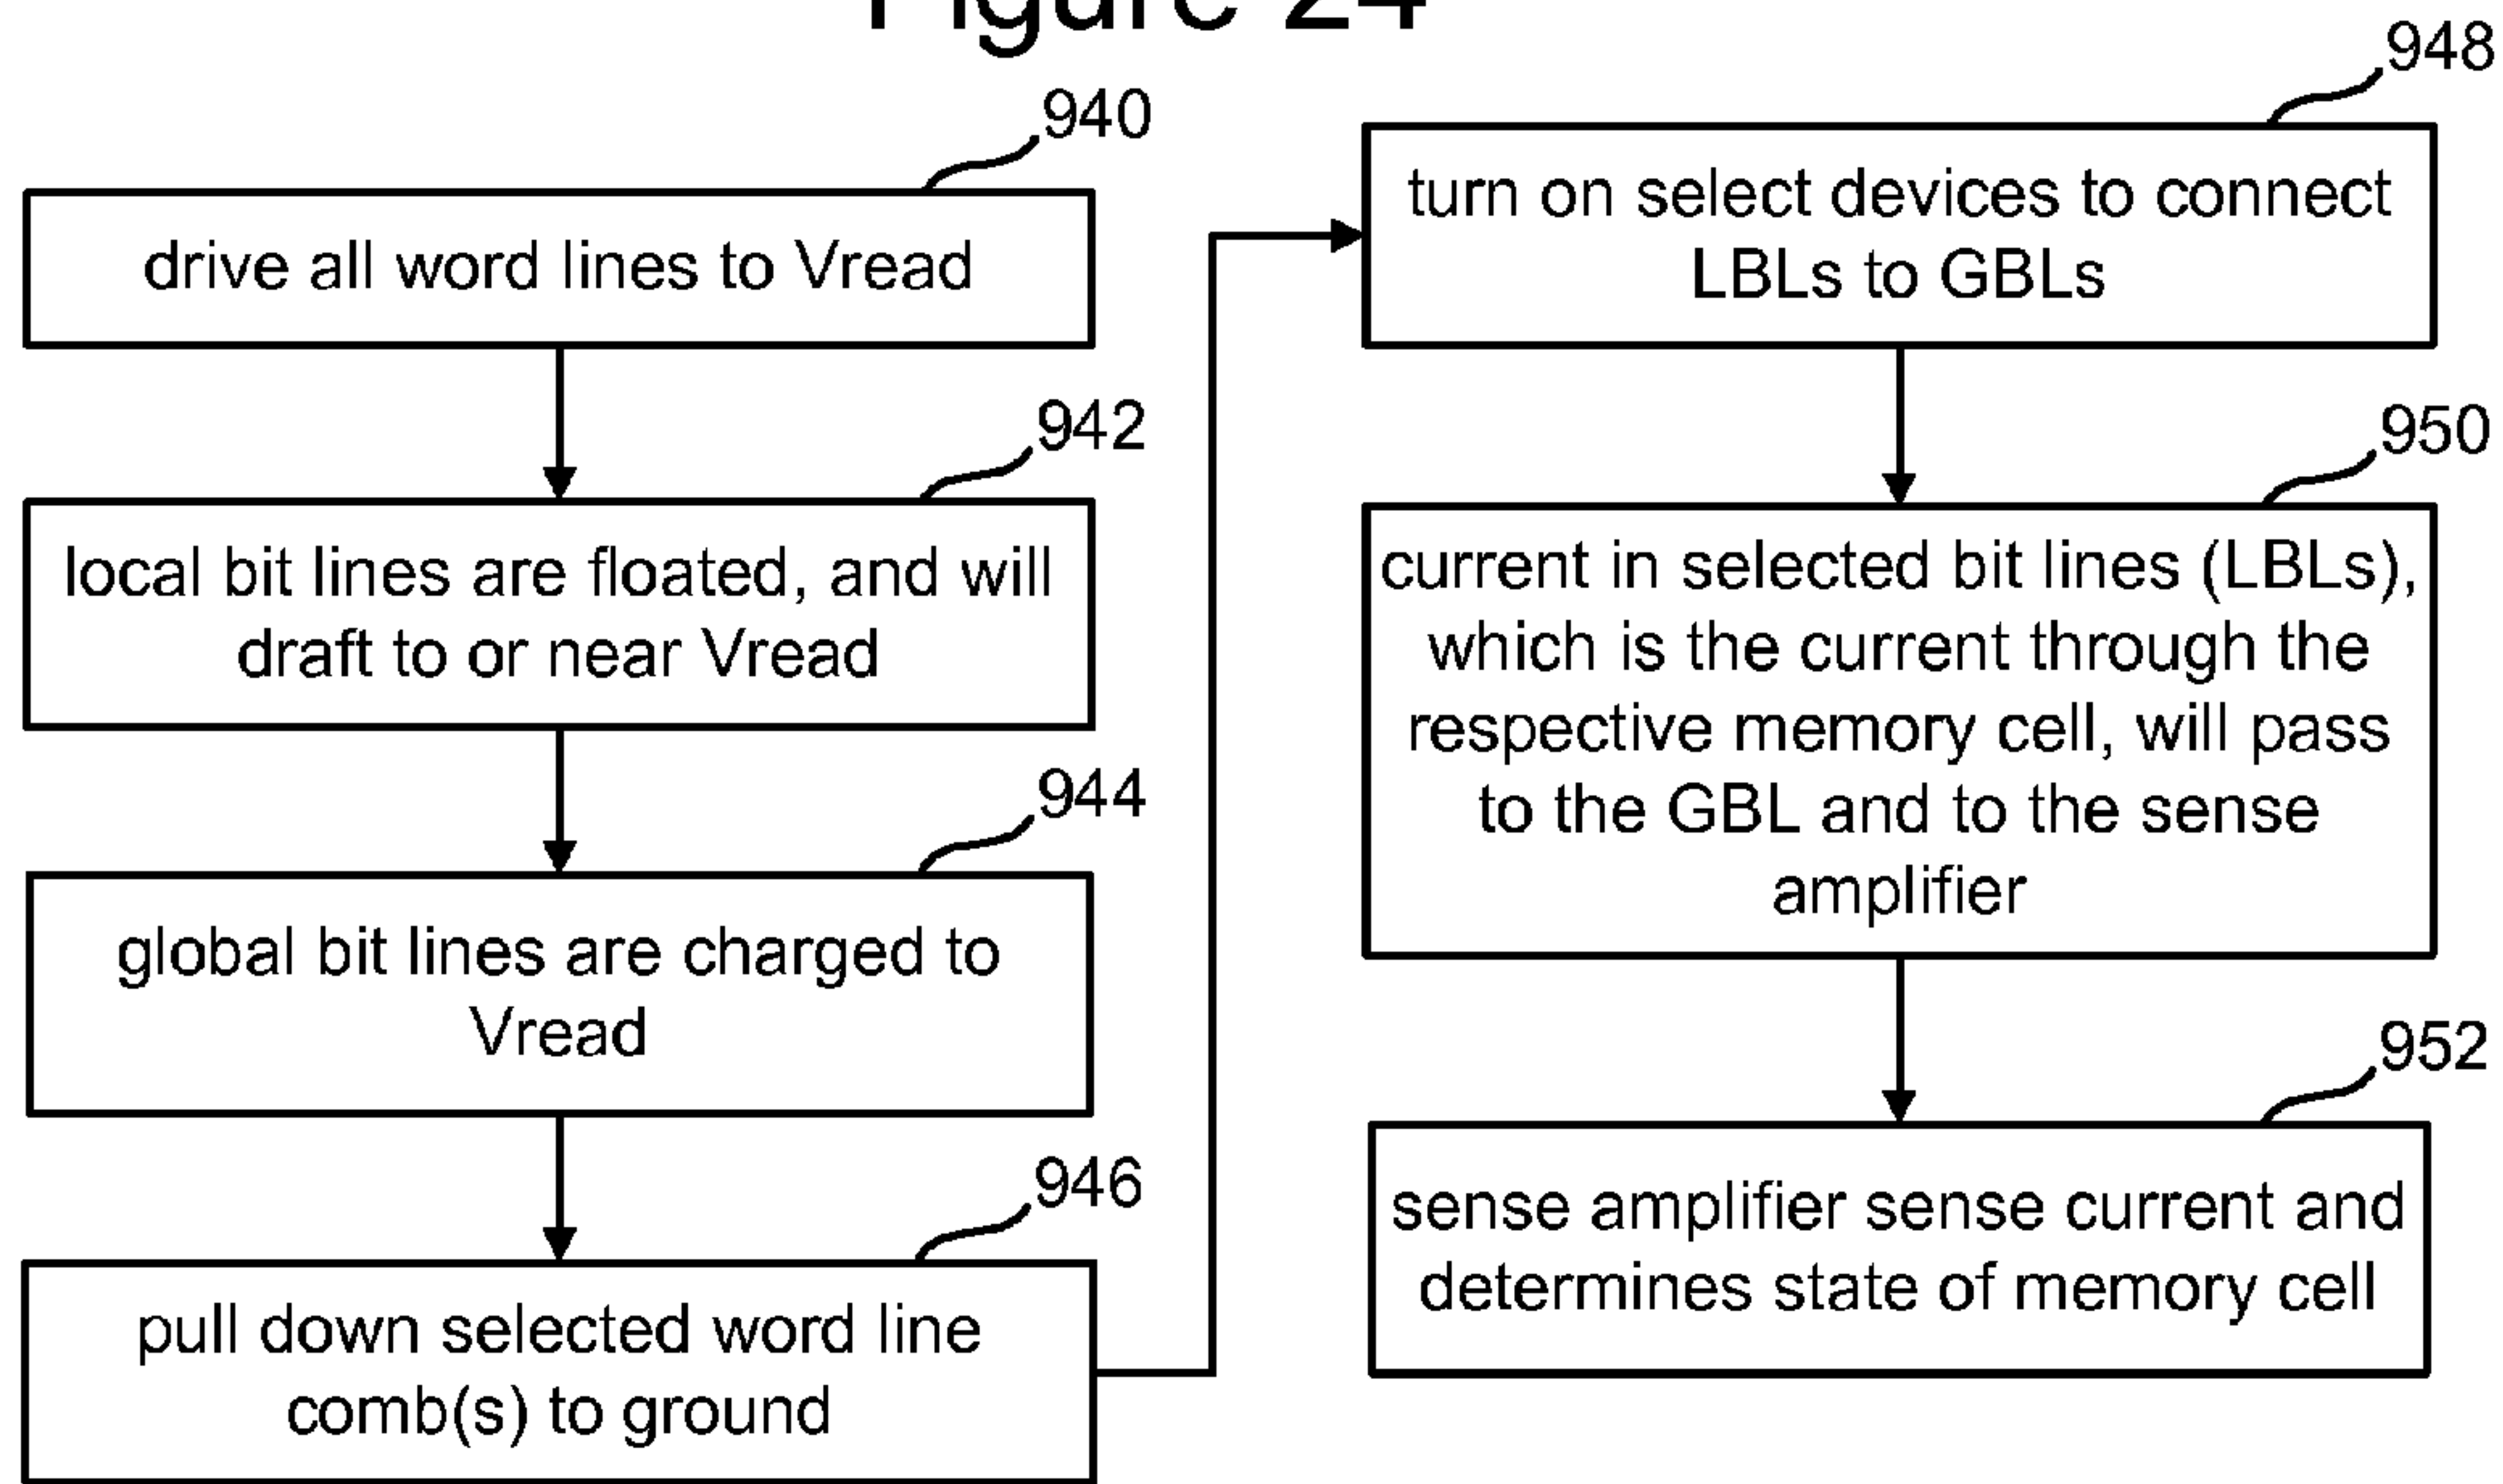 Figure 24
940
drive all word lines to Vread
942
local bit lines are floated, and will
draft to or near Vread
944
global bit lines are charged to
Vread
946
pull down selected word line
comb(s) to ground
948
turn on select devices to connect
LBLs to GBLs
950
current in selected bit lines (LBLs),
which is the current through the
respective memory cell, will pass
to the GBL and to the sense
amplifier
952
sense amplifier sense current and
determines state of memory cell